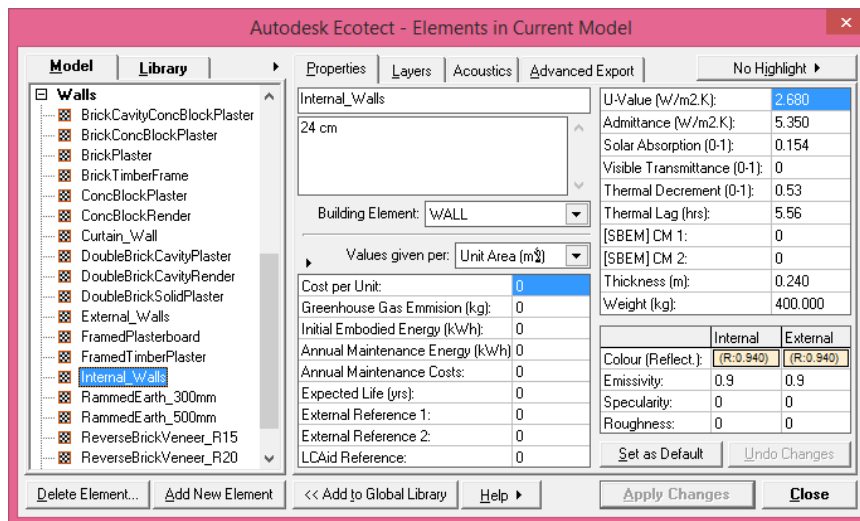 Autodesk Ecotect - Elements in Current Model
Model
Library
Walls
BrickCavityConcBlockPlaster
BrickConcBlockPlaster
BrickPlaster
BrickTimberFrame
ConcBlockPlaster
ConcBlockRender
Curtain_Wall
DoubleBrickCavityPlaster
DoubleBrickCavityRender
DoubleBrickSolidPlaster
External_Walls
FramedPlasterboard
FramedTimberPlaster
Internal_Walls
RammedEarth_300mm
RammedEarth_500mm
ReverseBrickVeneer_R15
ReverseBrickVeneer_R20
Delete Element...
Add New Element
Properties
Layers
Acoustics
Advanced Export
No Highlight
Internal_Walls
24 cm
Building Element: WALL
Values given per: Unit Area (m²)
Cost per Unit: 0
Greenhouse Gas Emmision (kg): 0
Initial Embodied Energy (kWh): 0
Annual Maintenance Energy (kWh) 0
Annual Maintenance Costs: 0
Expected Life (yrs): 0
External Reference 1: 0
External Reference 2: 0
LCAid Reference: 0
U-Value (W/m2.K): 2.680
Admittance (W/m2.K): 5.350
Solar Absorption (0-1): 0.154
Visible Transmittance (0-1): 0
Thermal Decrement (0-1): 0.53
Thermal Lag (hrs): 5.56
[SBEM] CM 1: 0
[SBEM] CM 2: 0
Thickness (m): 0.240
Weight (kg): 400.000
Internal External
Colour (Reflect.): (R:0.940) (R:0.940)
Emissivity: 0.9 0.9
Specularity: 0 0
Roughness: 0 0
Set as Default
Undo Changes
<< Add to Global Library
Help
Apply Changes
Close